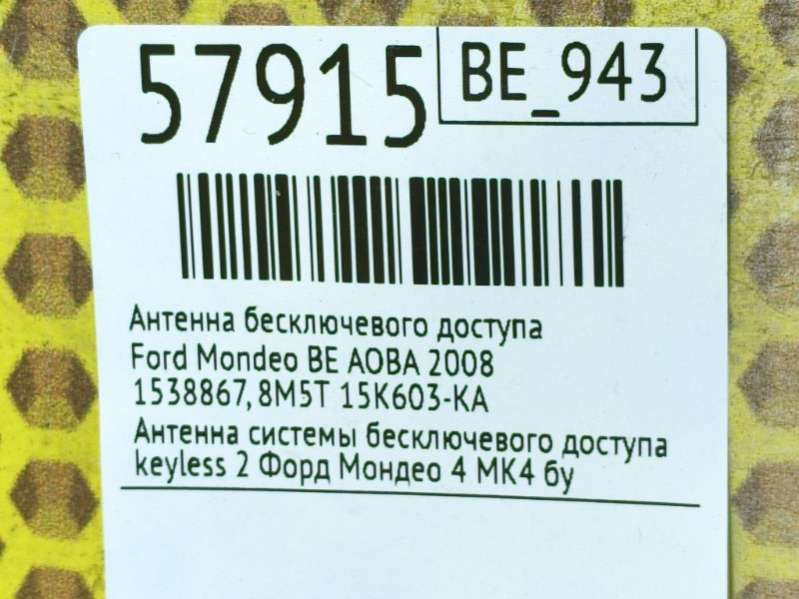 57915
BE_943
Антенна бесключевого доступа
Ford Mondeo BE AOBA 2008
1538867, 8M5T 15K603-KA
Антенна системы бесключевого доступа
keyless 2 Форд Мондео 4 МК4 бу